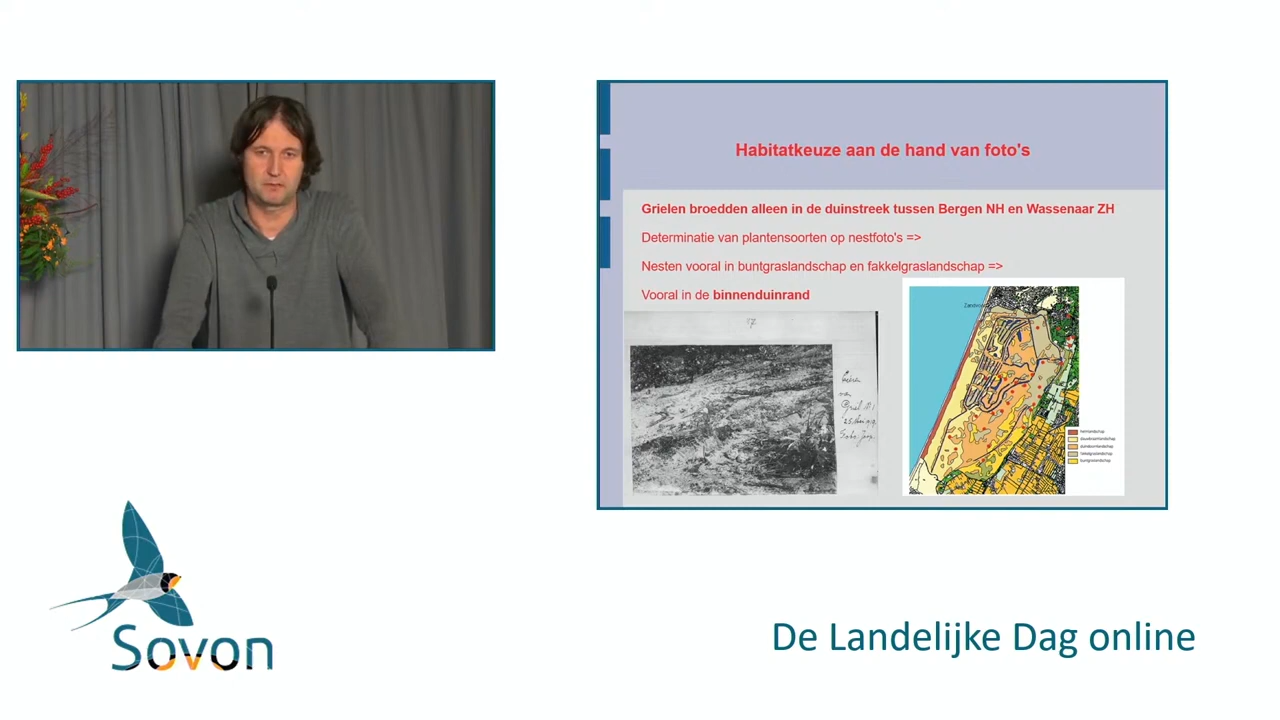 Habitatkeuze aan de hand van foto's
Grielen broedden alleen in de duinstreek tussen Bergen NH en Wassenaar ZH
Determinatie van plantensoorten op nestfoto's =>
Nesten vooral in buntgraslandschap en fakkelgraslandschap =>
Vooral in de binnenduinrand
Sovon
De Landelijke Dag online